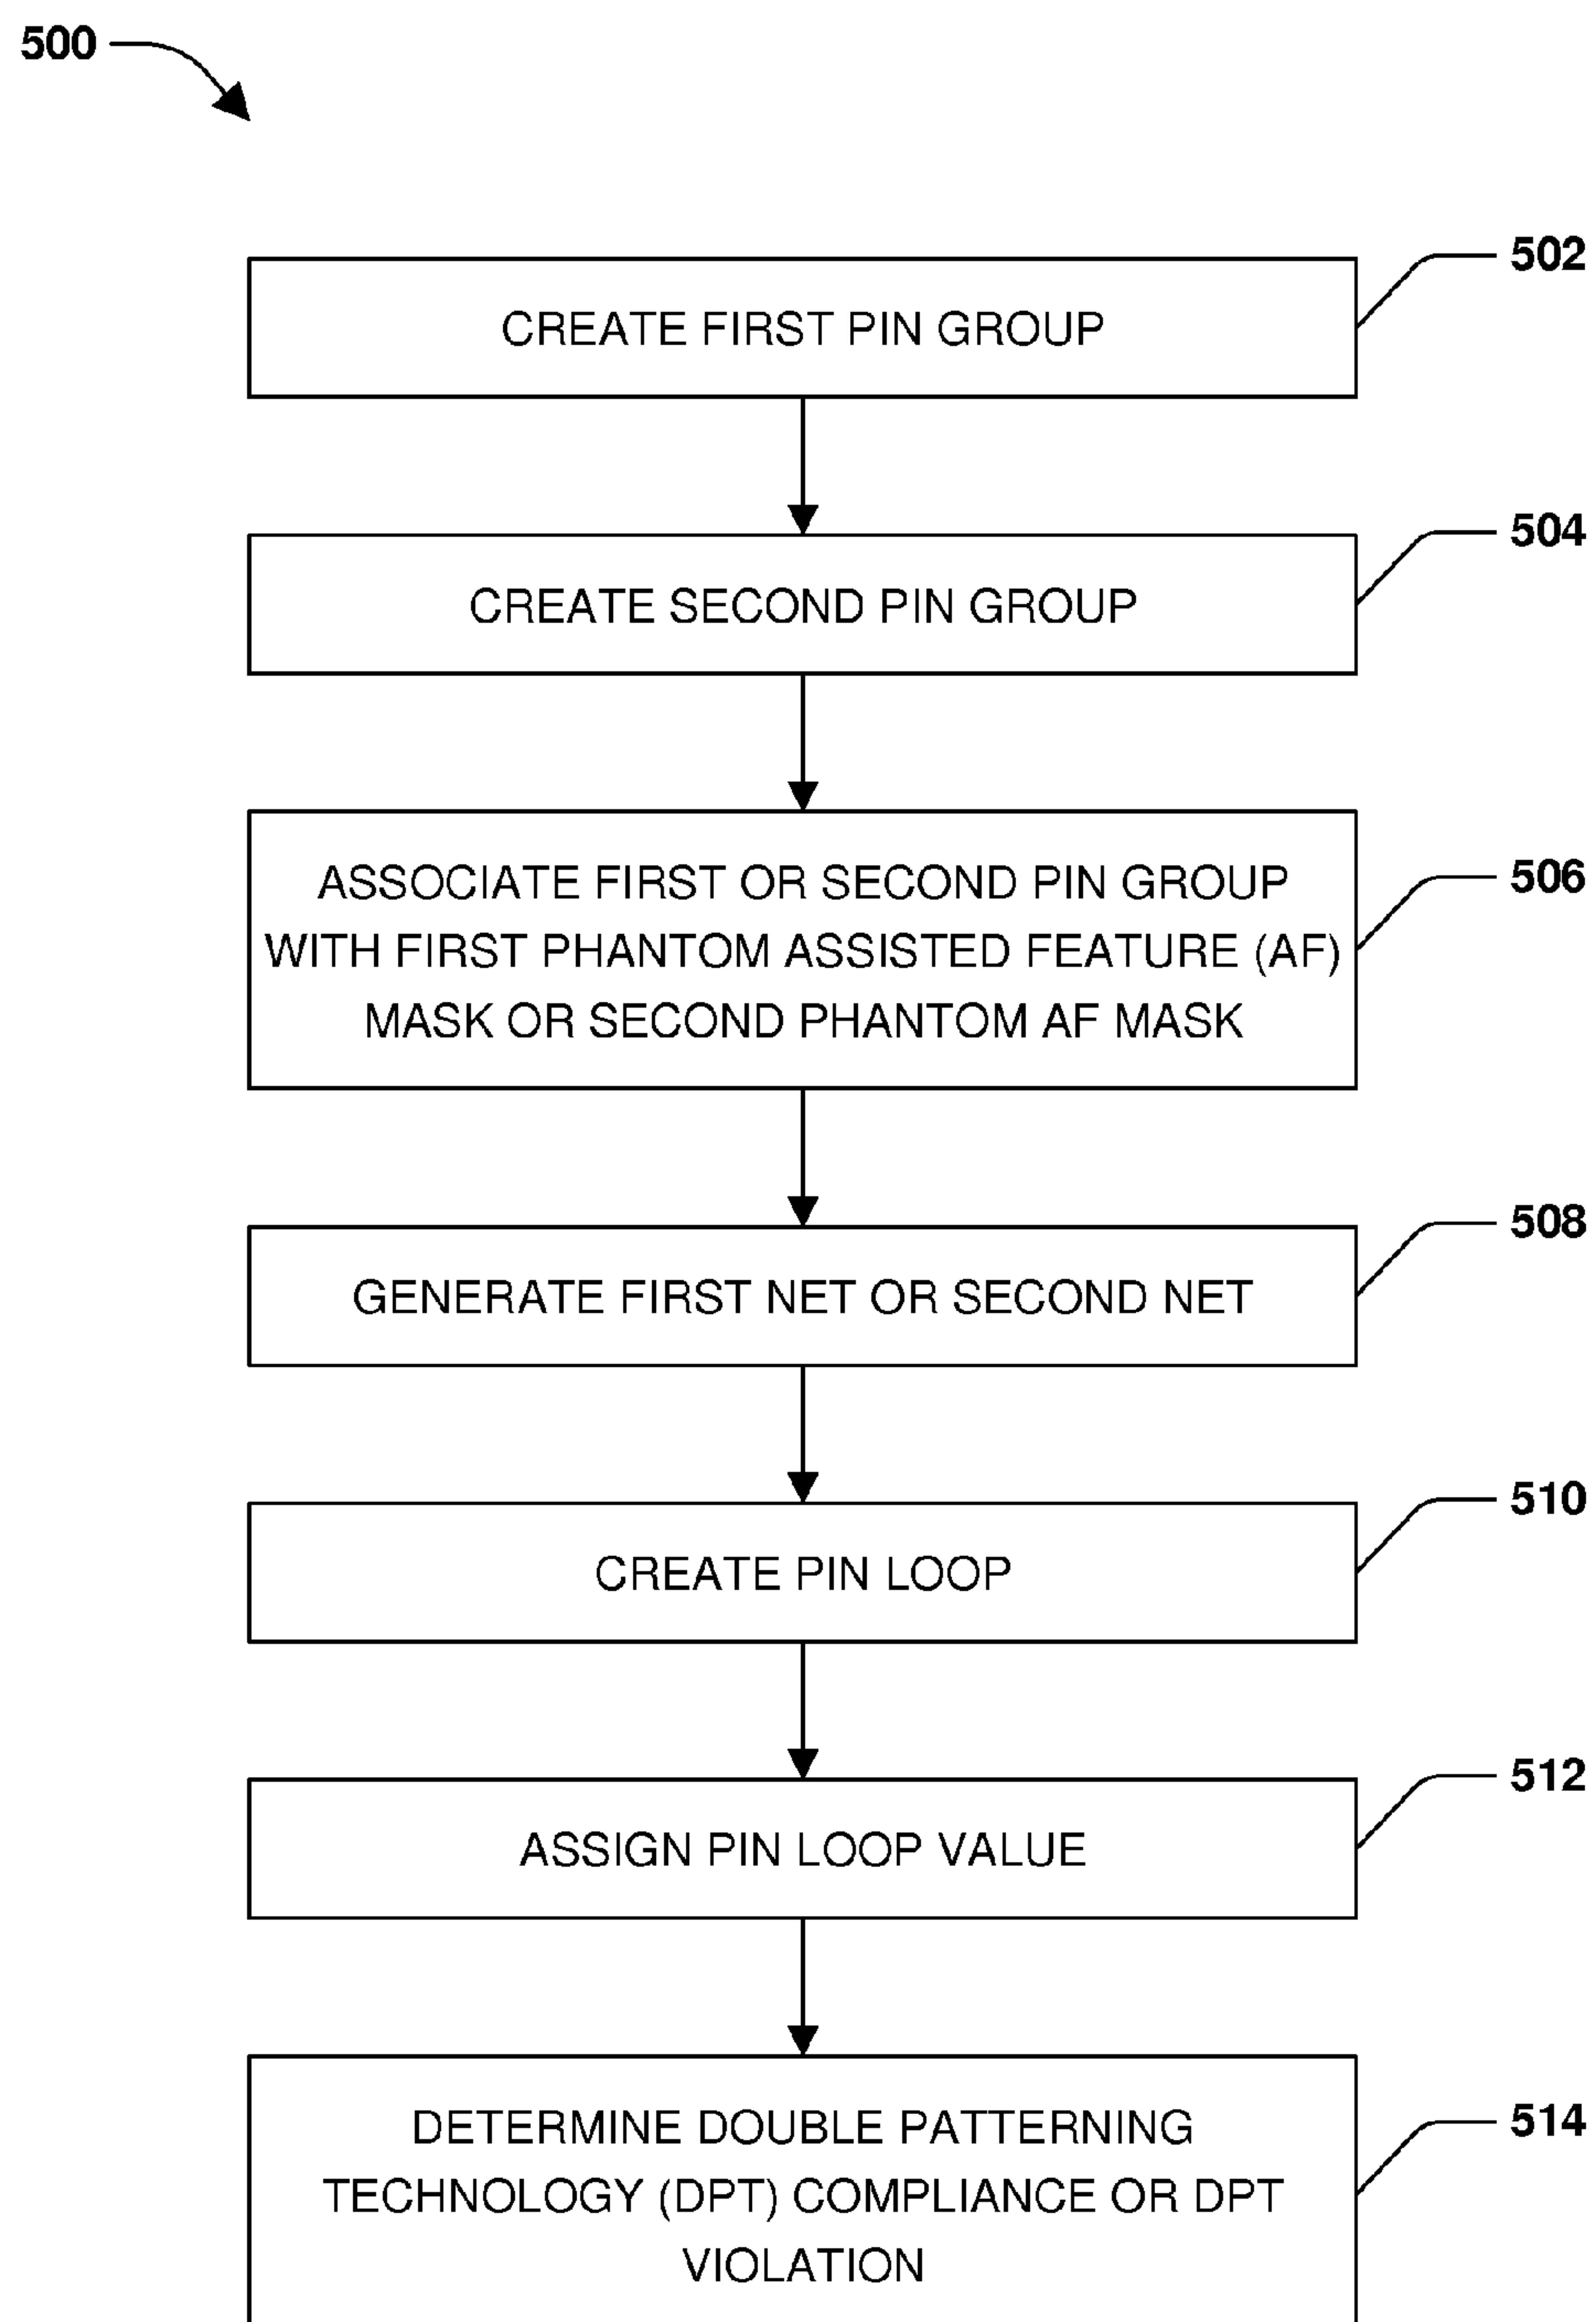 500
502
CREATE FIRST PIN GROUP
504
CREATE SECOND PIN GROUP
506
ASSOCIATE FIRST OR SECOND PIN GROUP
WITH FIRST PHANTOM ASSISTED FEATURE (AF)
MASK OR SECOND PHANTOM AF MASK
508
GENERATE FIRST NET OR SECOND NET
510
CREATE PIN LOOP
512
ASSIGN PIN LOOP VALUE
514
DETERMINE DOUBLE PATTERNING
TECHNOLOGY (DPT) COMPLIANCE OR DPT
VIOLATION